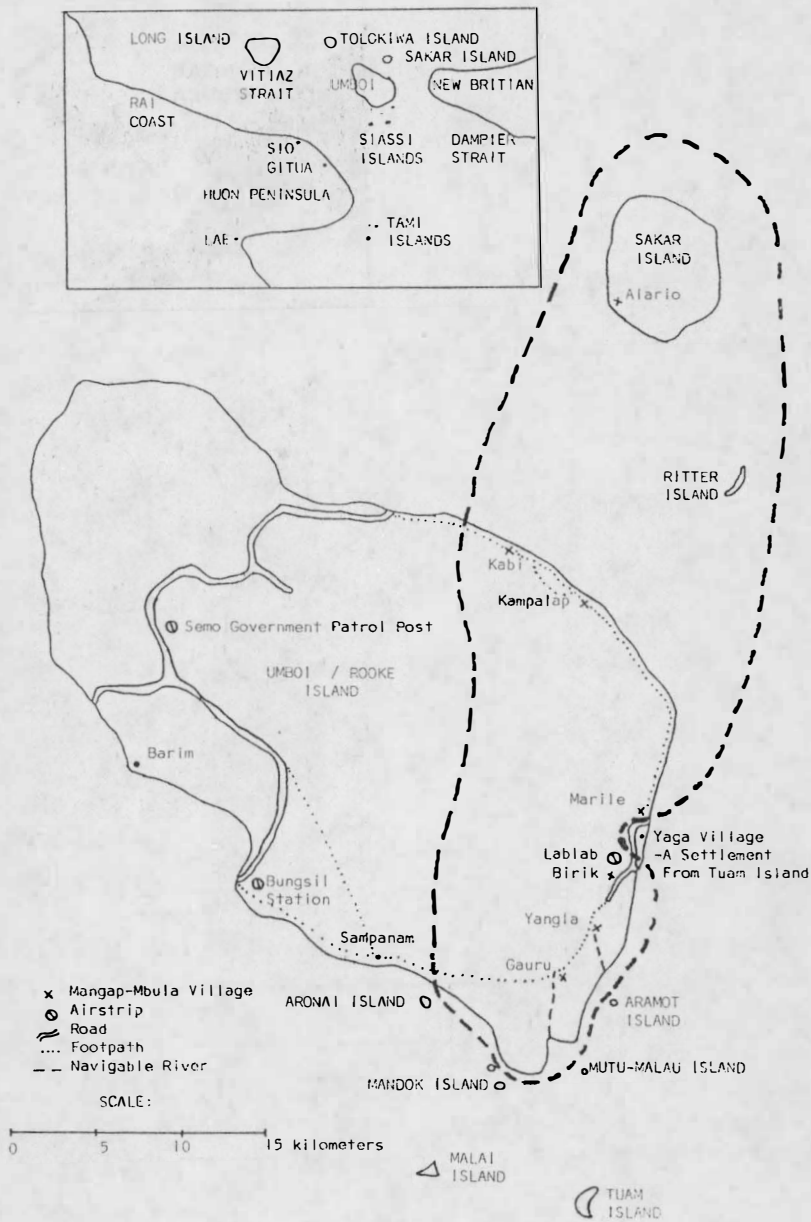 LONG ISLAND
TOLOKIWA ISLAND
SAKAR ISLAND
VITIAZ
STRAIT
UMBOI
NEW BRITIAN
RAI
COAST
SIASSI
ISLANDS
DAMPIER
STRAIT
SIO
GITUA
HUON PENINSULA
LAE
TAMI
ISLANDS
SAKAR
ISLAND
Alario
RITTER
ISLAND
Kabi
Kampalap
Semo Government Patrol Post
UMBOI / ROOKE
ISLAND
Barim
Marile
Yaga Village
-A Settlement
From Tuam Island
Lablab
Birik
Bungsil
Station
Yangla
Sampanam
Gauru
x Mangap-Mbula Village
Airstrip
Road
.... Footpath
--- Navigable River
ARONAI ISLAND
ARAMOT
ISLAND
MANDOK ISLAND
MUTU-MALAU ISLAND
SCALE:
0 5 10 15 kilometers
MALAI
ISLAND
TUAM
ISLAND